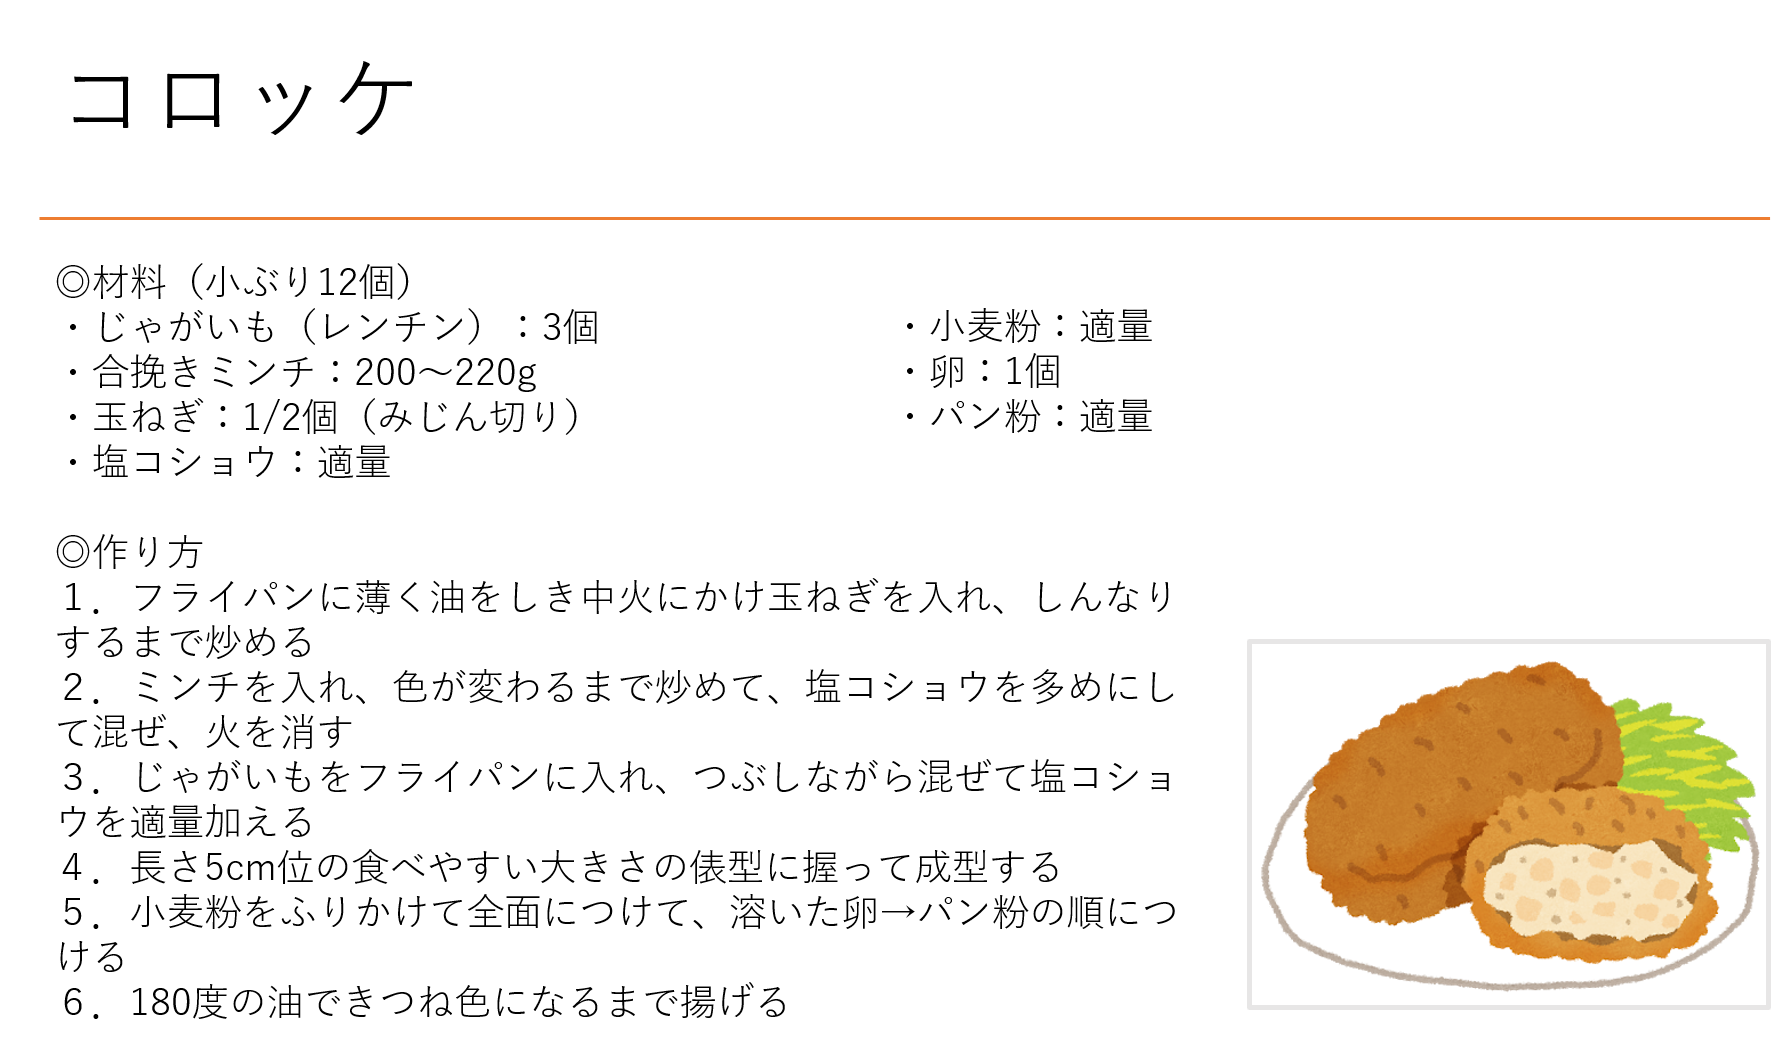 コロッケ
◎材料（小ぶり12個）
・じゃがいも（レンチン）：3個
・合挽きミンチ：200～220g
・玉ねぎ：1/2個（みじん切り）
・塩コショウ：適量
・小麦粉：適量
・卵：1個
・パン粉：適量
◎作り方
１．フライパンに薄く油をしき中火にかけ玉ねぎを入れ、しんなり
するまで炒める
２．ミンチを入れ、色が変わるまで炒めて、塩コショウを多めにし
て混ぜ、火を消す
３．じゃがいもをフライパンに入れ、つぶしながら混ぜて塩コショ
ウを適量加える
４．長さ5cm位の食べやすい大きさの俵型に握って成型する
５．小麦粉をふりかけて全面につけて、溶いた卵→パン粉の順につ
ける
６．180度の油できつね色になるまで揚げる